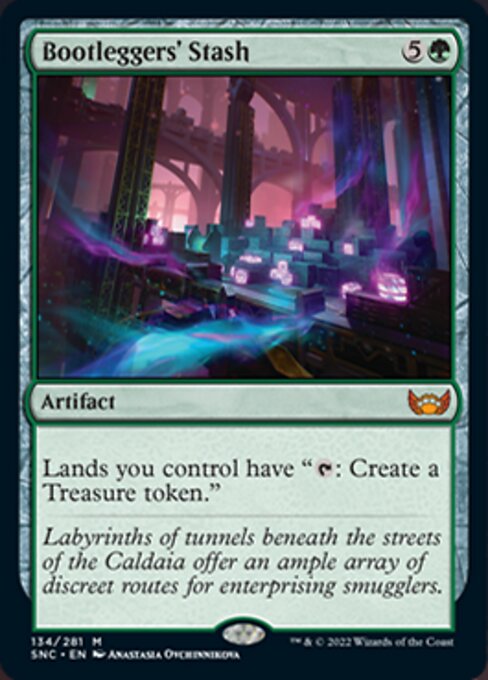 Bootleggers' Stash 5
Artifact
Lands you control have “: Create a
Treasure token.”
Labyrinths of tunnels beneath the streets
of the Caldaia offer an ample array of
discreet routes for enterprising smugglers.
134/281 M
SNC • EN Anastasia Ovchinnikova
™ & © 2022 Wizards of the Coast